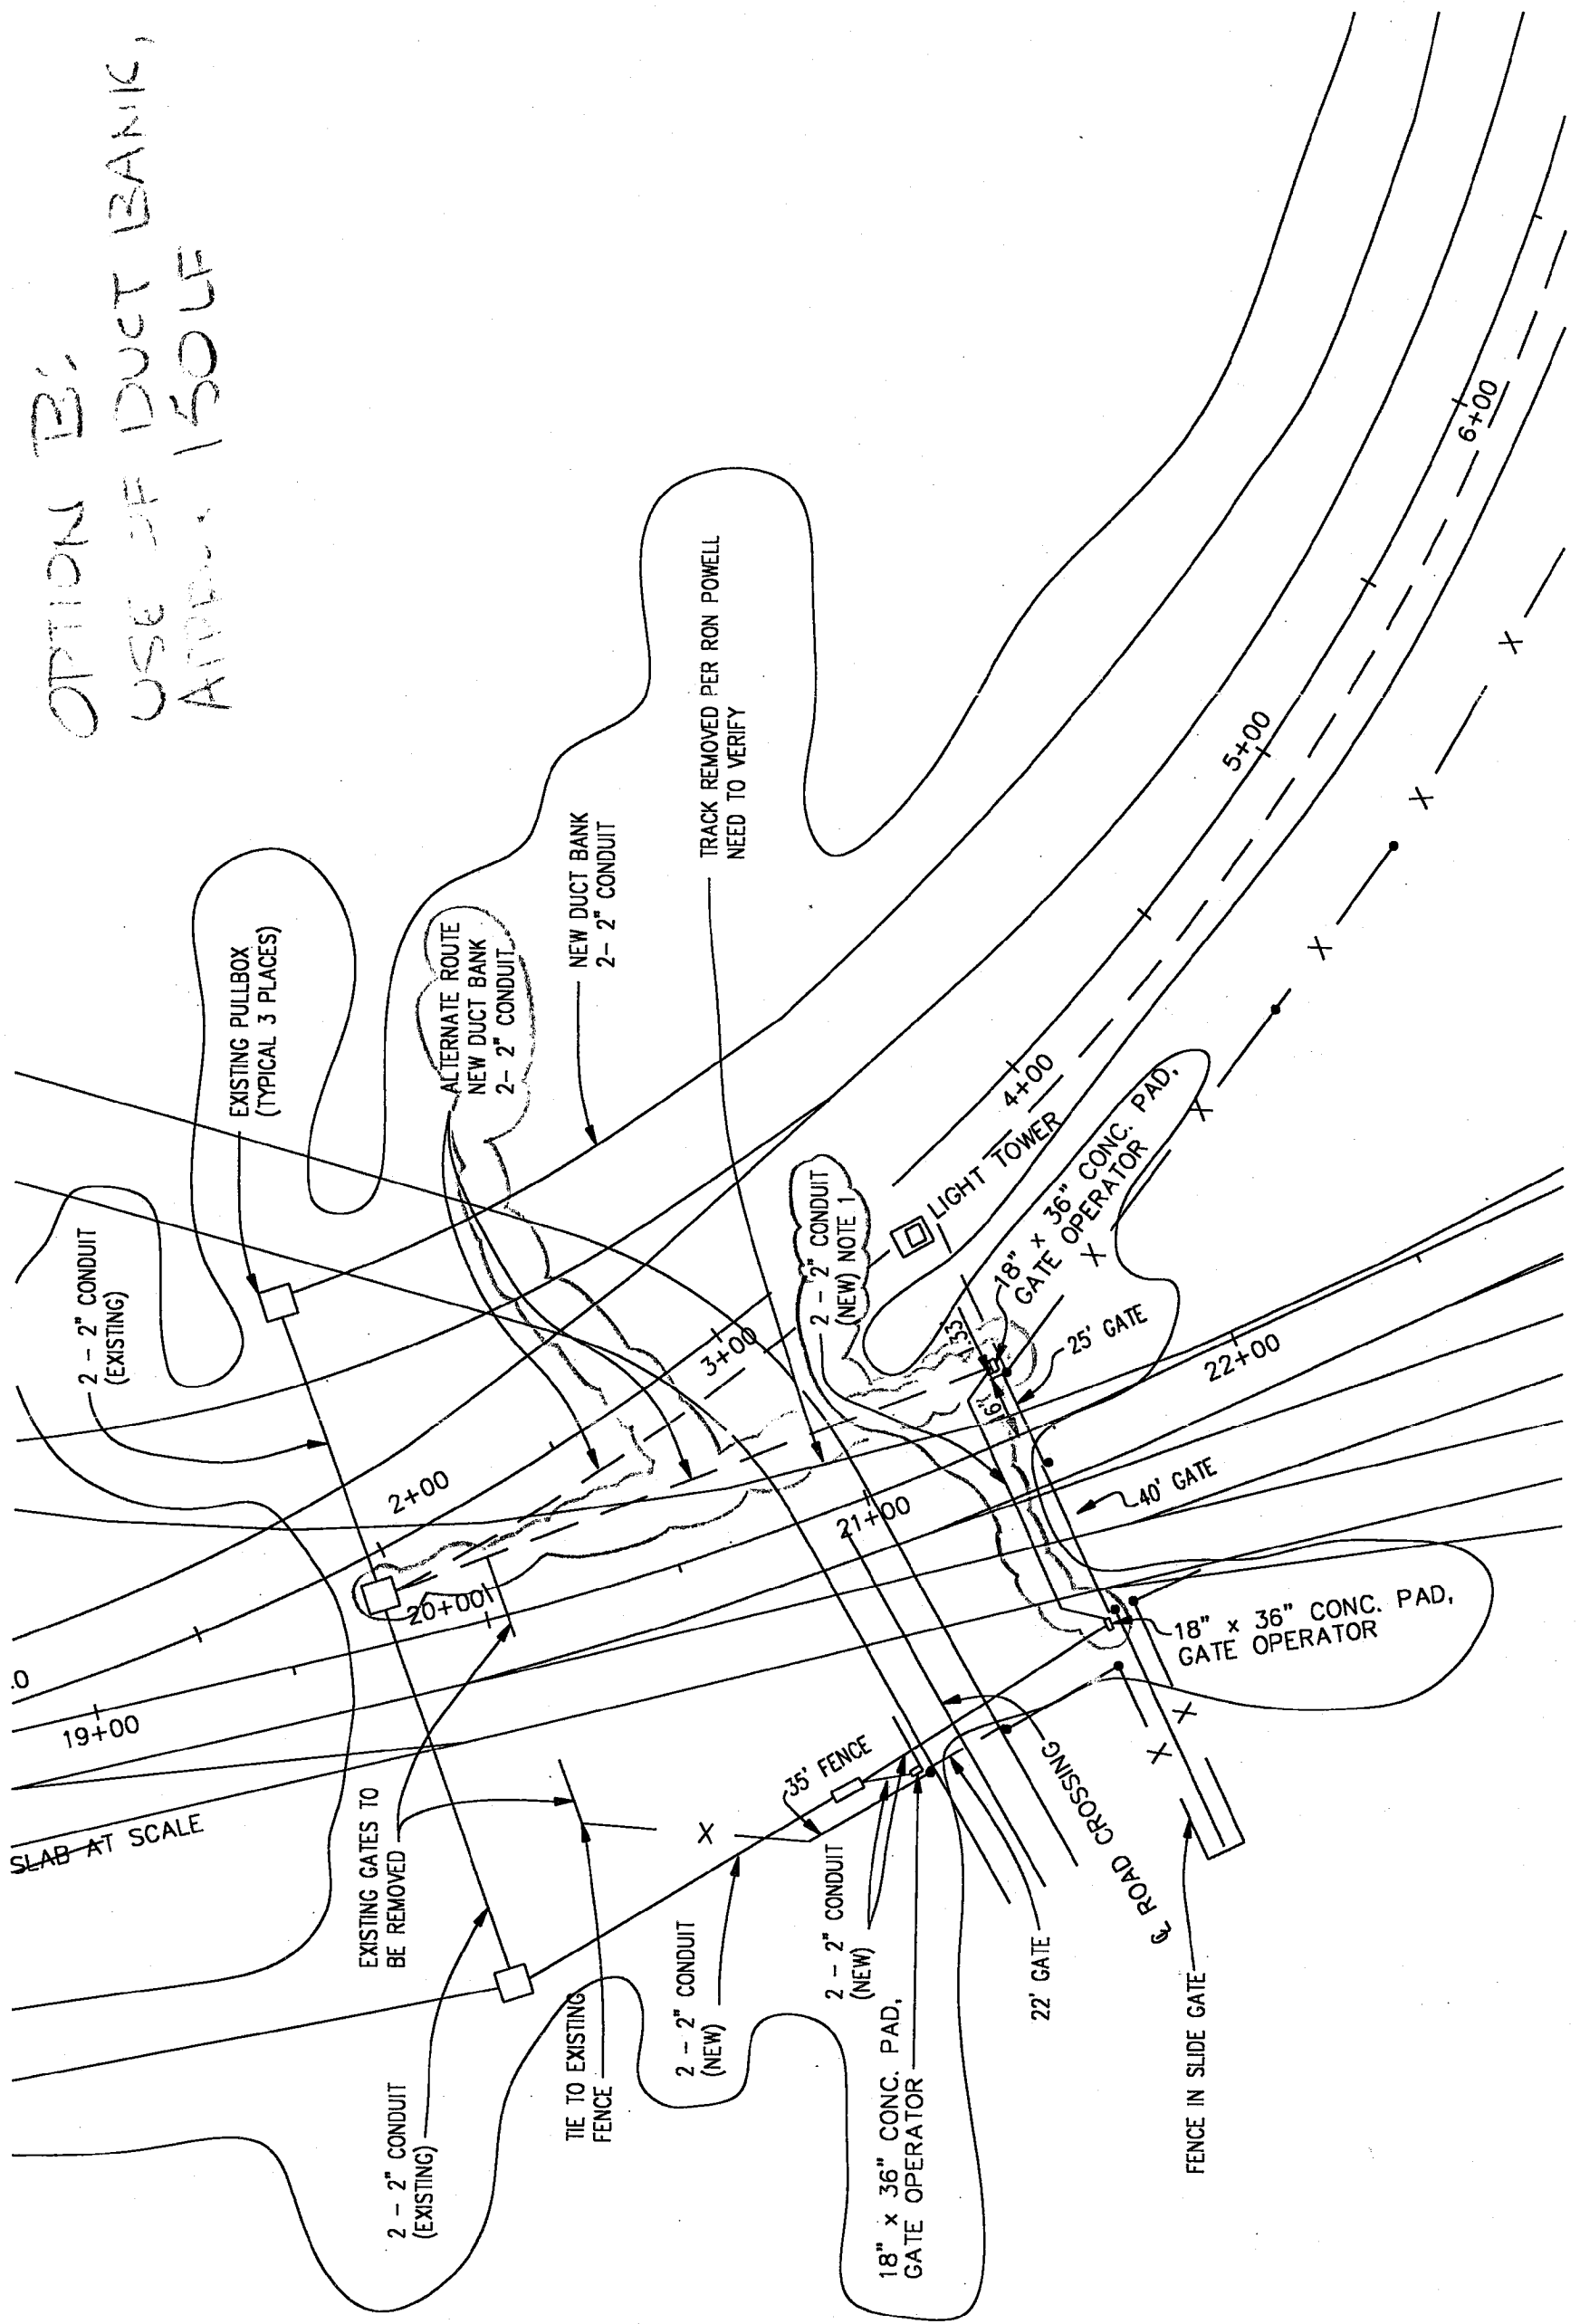 OPTION B:
USE OF DUCT BANK,
APPROX. 150 LF
EXISTING PULLBOX
(TYPICAL 3 PLACES)
2 - 2" CONDUIT
(EXISTING)
ALTERNATE ROUTE
NEW DUCT BANK
2- 2" CONDUIT
NEW DUCT BANK
2- 2" CONDUIT
TRACK REMOVED PER RON POWELL
NEED TO VERIFY
2 - 2" CONDUIT
(NEW) NOTE 1
LIGHT TOWER
18" x 36" CONC. PAD,
GATE OPERATOR
33'
6'
25' GATE
40' GATE
2+00
3+00
4+00
5+00
6+00
.0
19+00
20+00
21+00
22+00
SLAB AT SCALE
EXISTING GATES TO
BE REMOVED
35' FENCE
18" x 36" CONC. PAD,
GATE OPERATOR
℄ ROAD CROSSING
2 - 2" CONDUIT
(EXISTING)
TIE TO EXISTING
FENCE
2 - 2" CONDUIT
(NEW)
2 - 2" CONDUIT
(NEW)
18" x 36" CONC. PAD,
GATE OPERATOR
22' GATE
FENCE IN SLIDE GATE
X
X
X
X
X
X
X
X